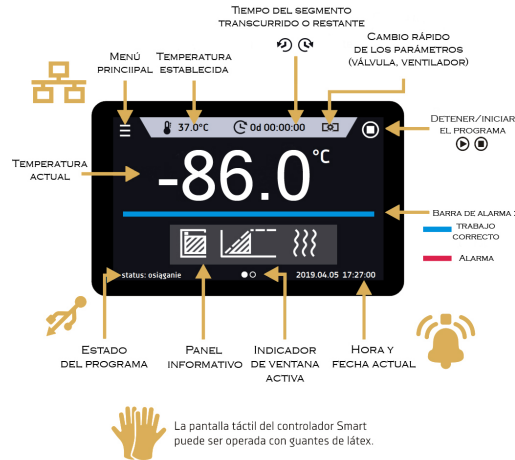 TIEMPO DEL SEGMENTO
TRANSCURRIDO O RESTANTE
CAMBIO RÁPIDO
DE LOS PARÁMETROS
(VÁLVULA, VENTILADOR)
MENÚ
PRINCIIPAL
TEMPERATURA
ESTABLECIDA
DETENER/INICIAR
EL PROGRAMA
37.0°C
0d 00:00:00
TEMPERATURA
ACTUAL
-86.0°C
BARRA DE ALARMA :
TRABAJO
CORRECTO
ALARMA
status: osiąganie
2019.04.05 17:27:00
ESTADO
DEL PROGRAMA
PANEL
INFORMATIVO
INDICADOR
DE VENTANA
ACTIVA
HORA Y
FECHA ACTUAL
La pantalla táctil del controlador Smart
puede ser operada con guantes de látex.